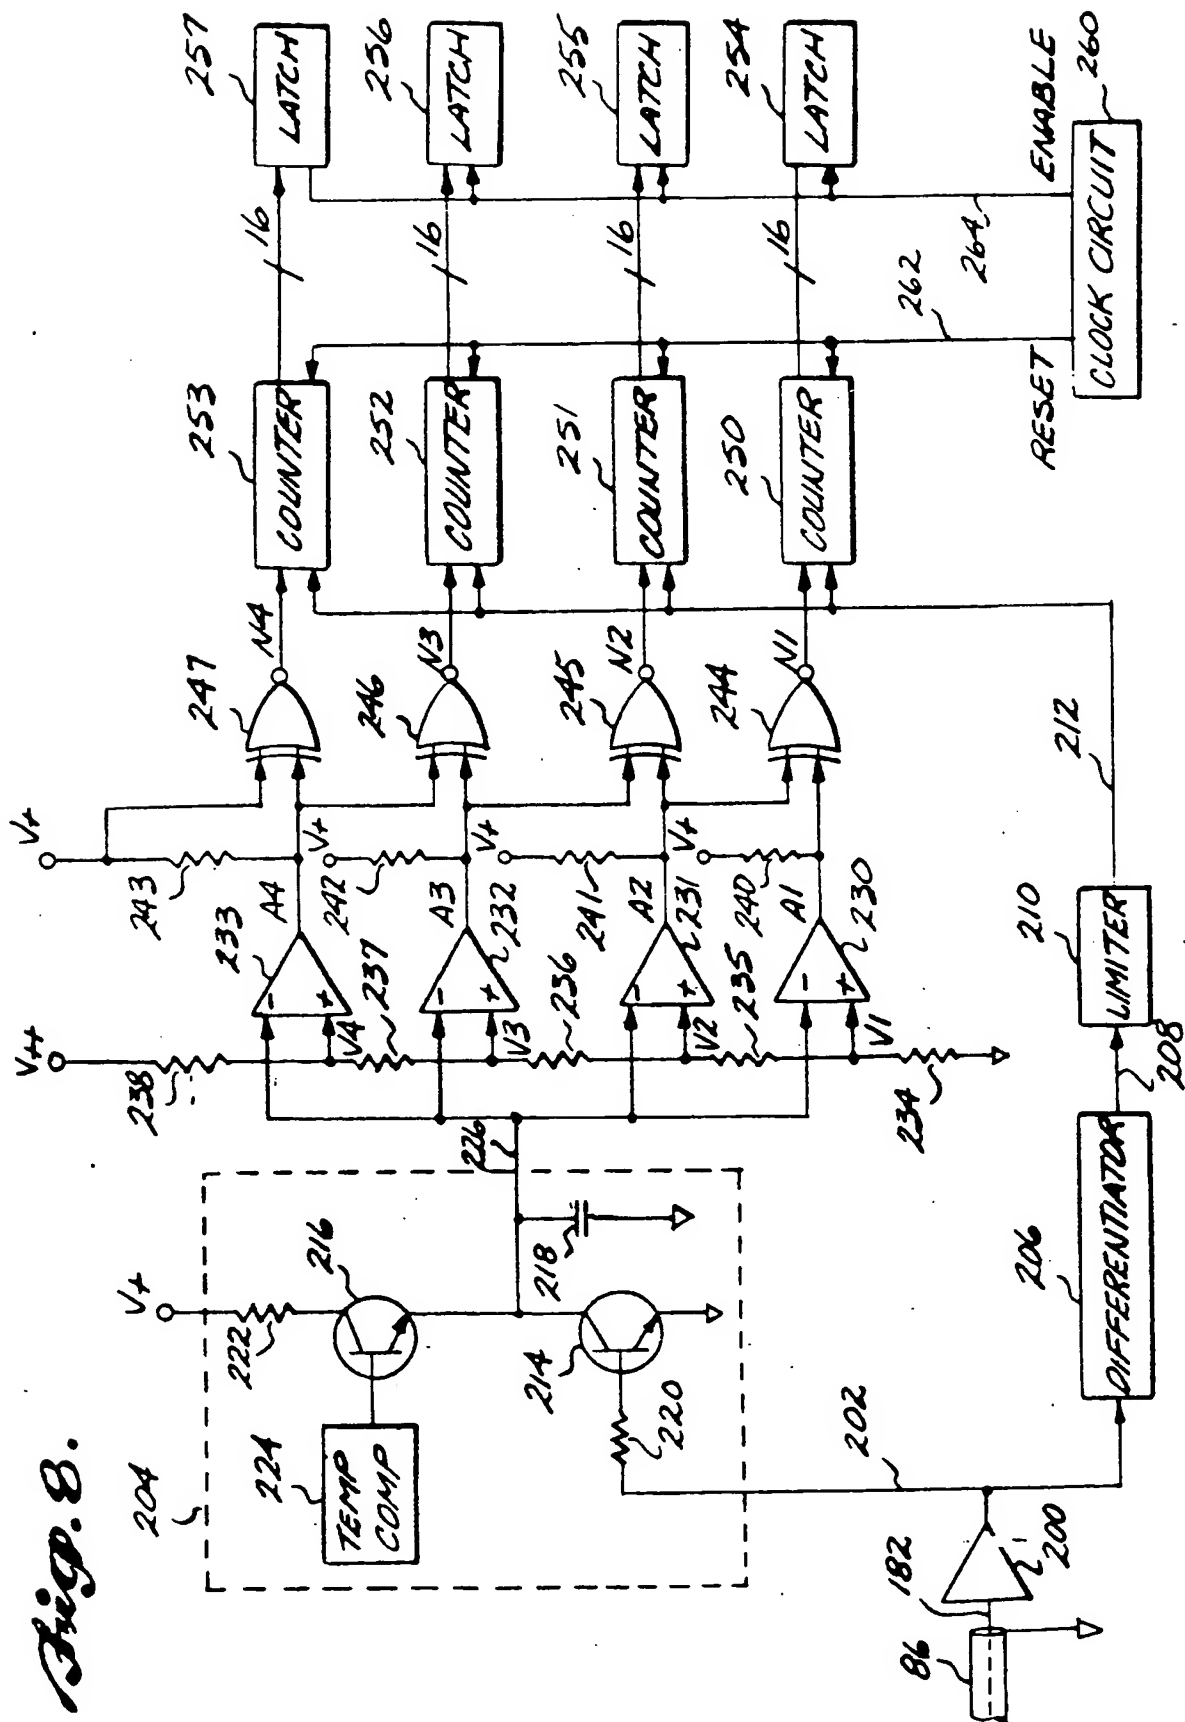 Fig. 8.
204
224
TEMP
COMP
V+
222
216
214
220
218
226
202
86
182
200
206
DIFFERENTIATOR
208
210
LIMITER
212
V++
238
V4
237
V3
236
V2
235
V1
234
-
+
233
A4
-
+
232
A3
-
+
231
A2
-
+
230
A1
V+
243
V+
242
V+
241
V+
240
247
N4
246
N3
245
N2
244
N1
253
COUNTER
252
COUNTER
251
COUNTER
250
COUNTER
16
16
16
16
257
LATCH
256
LATCH
255
LATCH
254
LATCH
RESET
262
264
ENABLE
CLOCK CIRCUIT
260